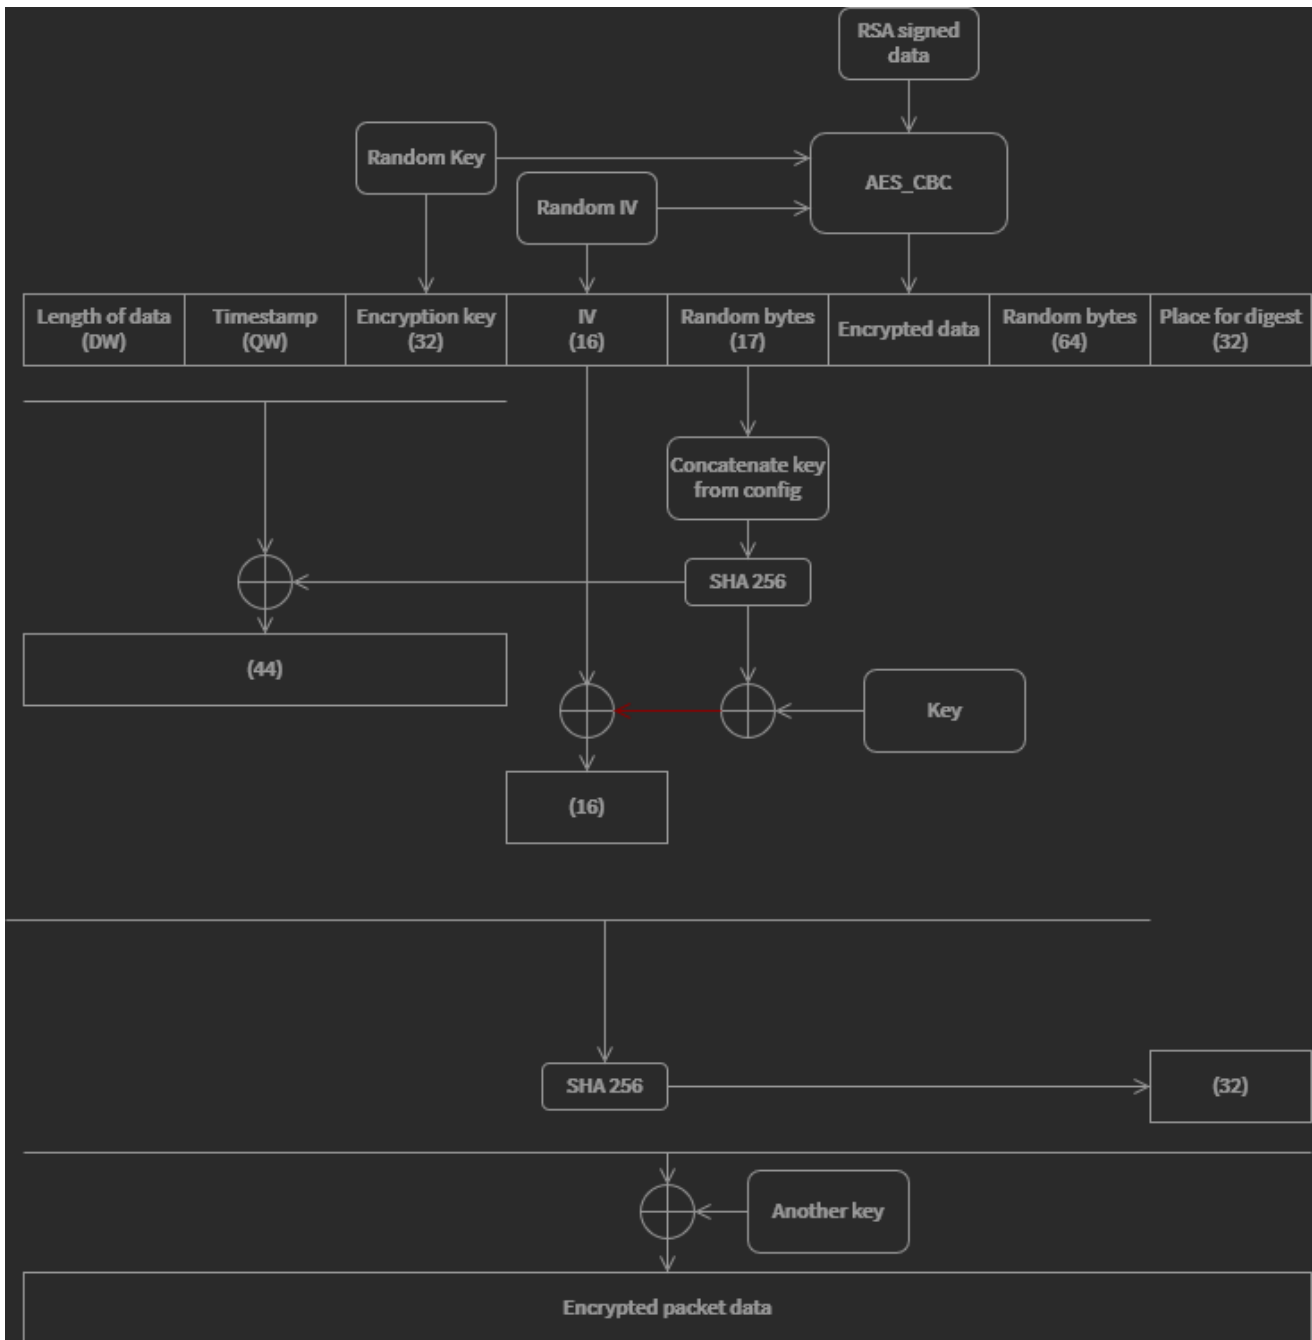 RSA signed
data
Random Key
AES_CBC
Random IV
Length of data
(DW)
Timestamp
(QW)
Encryption key
(32)
IV
(16)
Random bytes
(17)
Encrypted data
Random bytes
(64)
Place for digest
(32)
Concatenate key
from config
SHA 256
(44)
Key
(16)
SHA 256
(32)
Another key
Encrypted packet data